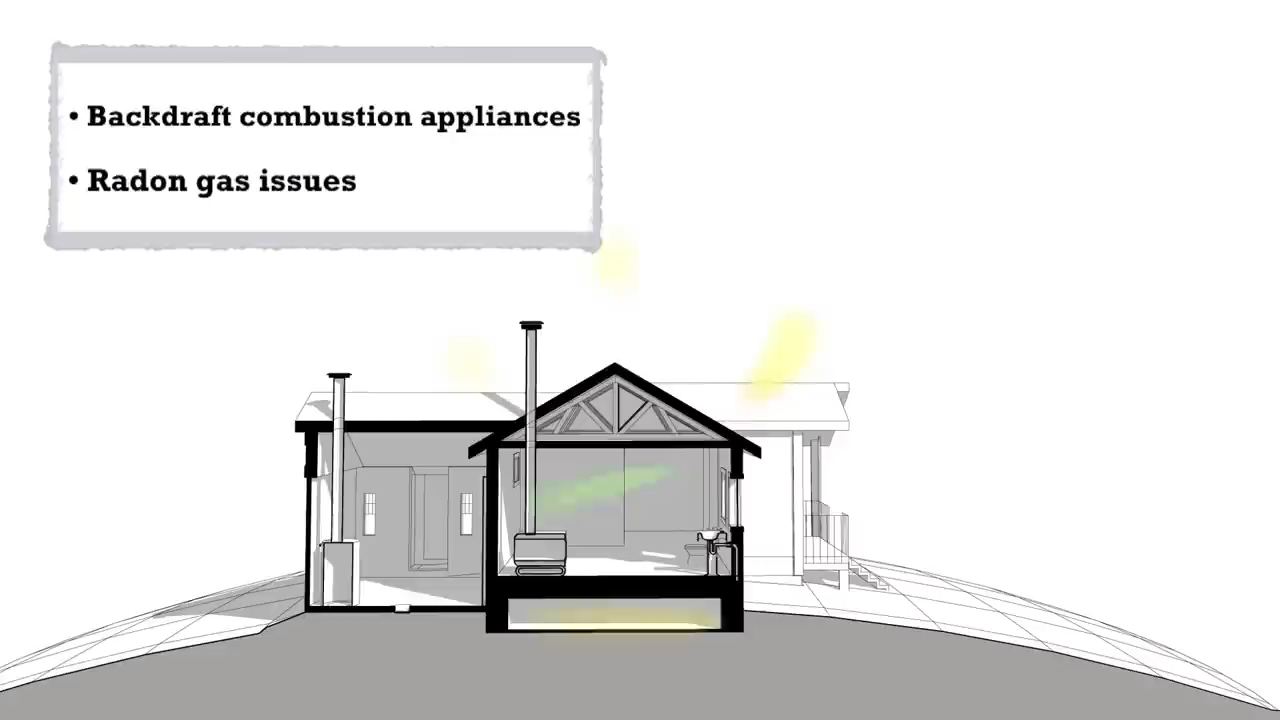 • Backdraft combustion appliances
• Radon gas issues